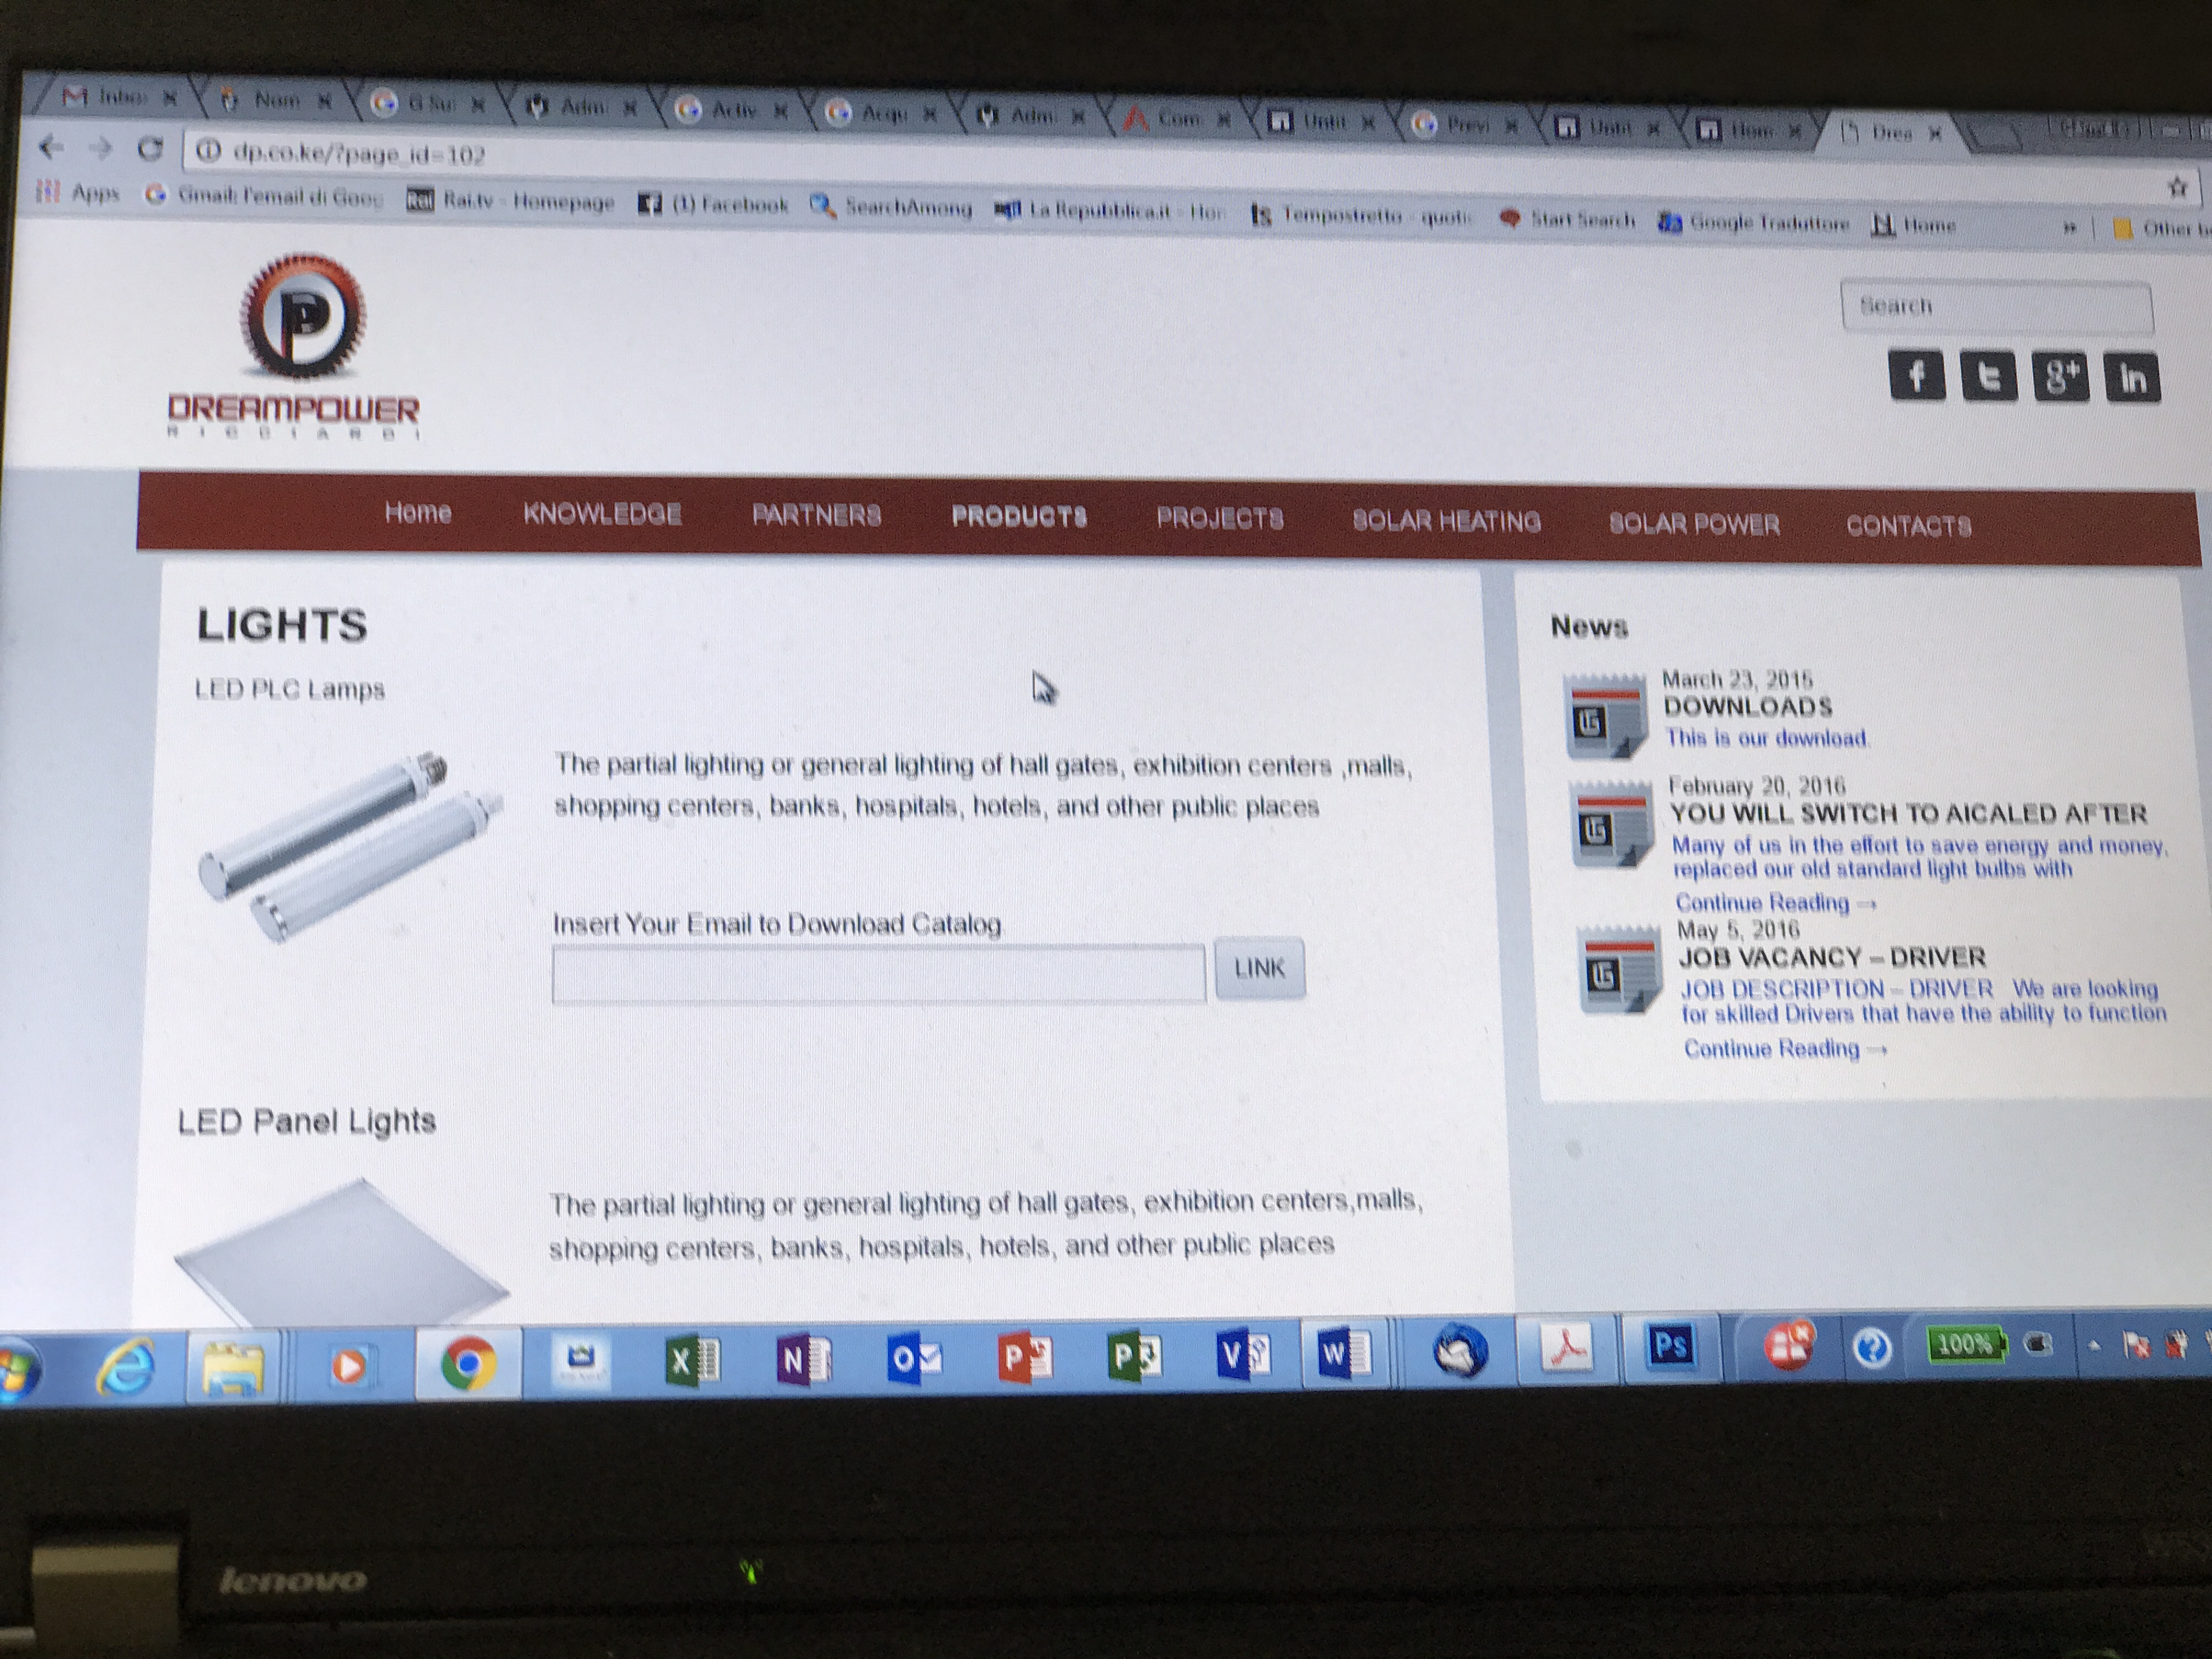 Inbo
Nom
G Su
Adm
Activ
Acqu
Adm
Com
Untit
Previ
Untit
Hom
Drea
dp.co.ke/?page_id=102
Apps
Gmail: l'email di Goog
Rai Rai.tv - Homepage
(1) Facebook
SearchAmong
La Repubblica.it - Hon
ts Tempostretto - quoti
Start Search
Google Traduttore
N Home
»
Other b
P
DREAMPOWER
RICCIARDI
Search
f t g+ in
Home KNOWLEDGE PARTNERS PRODUCTS PROJECTS SOLAR HEATING SOLAR POWER CONTACTS
LIGHTS
LED PLC Lamps
The partial lighting or general lighting of hall gates, exhibition centers ,malls,
shopping centers, banks, hospitals, hotels, and other public places
Insert Your Email to Download Catalog
LINK
LED Panel Lights
The partial lighting or general lighting of hall gates, exhibition centers,malls,
shopping centers, banks, hospitals, hotels, and other public places
News
March 23, 2015
DOWNLOADS
This is our download.
February 20, 2016
YOU WILL SWITCH TO AICALED AFTER
Many of us in the effort to save energy and money,
replaced our old standard light bulbs with
Continue Reading →
May 5, 2016
JOB VACANCY – DRIVER
JOB DESCRIPTION – DRIVER We are looking
for skilled Drivers that have the ability to function
Continue Reading →
Ps
100%
lenovo